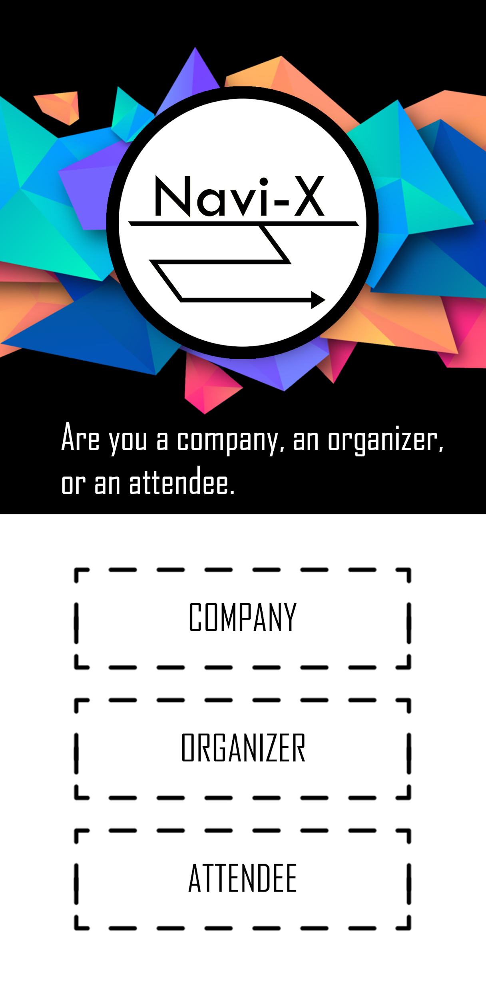 Navi-X
Are you a company, an organizer,
or an attendee.
COMPANY
ORGANIZER
ATTENDEE